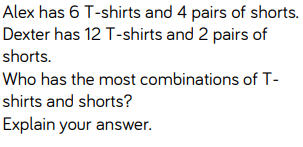 Alex has 6 T-shirts and 4 pairs of shorts.
Dexter has 12 T-shirts and 2 pairs of
shorts.
Who has the most combinations of T-
shirts and shorts?
Explain your answer.